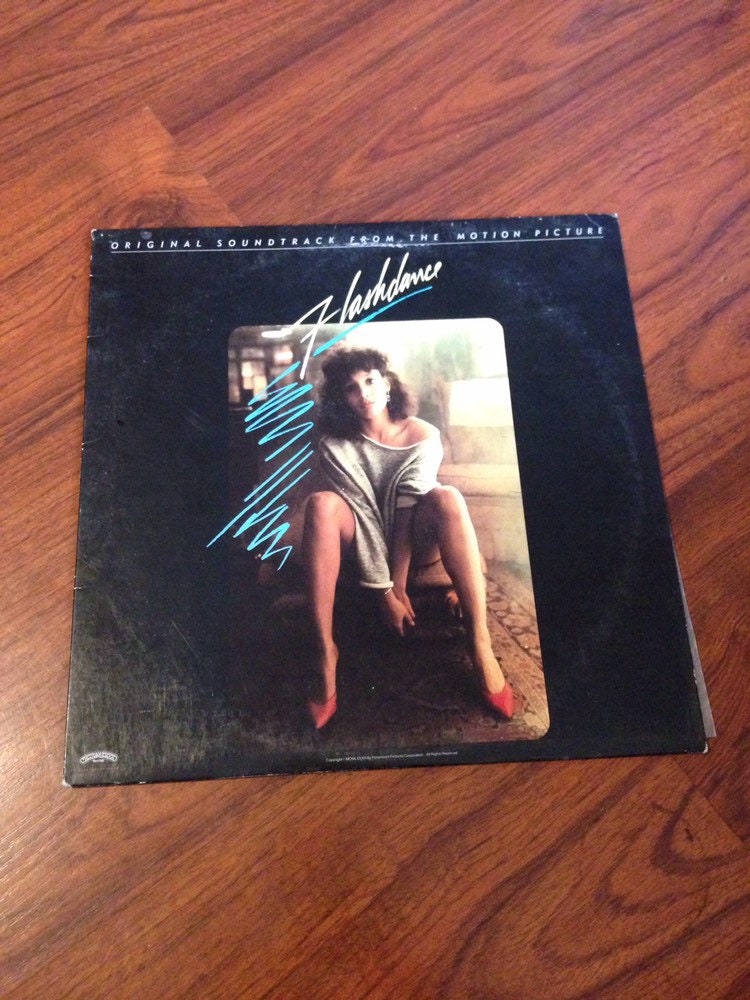 ORIGINAL SOUNDTRACK FROM THE MOTION PICTURE
Flashdance